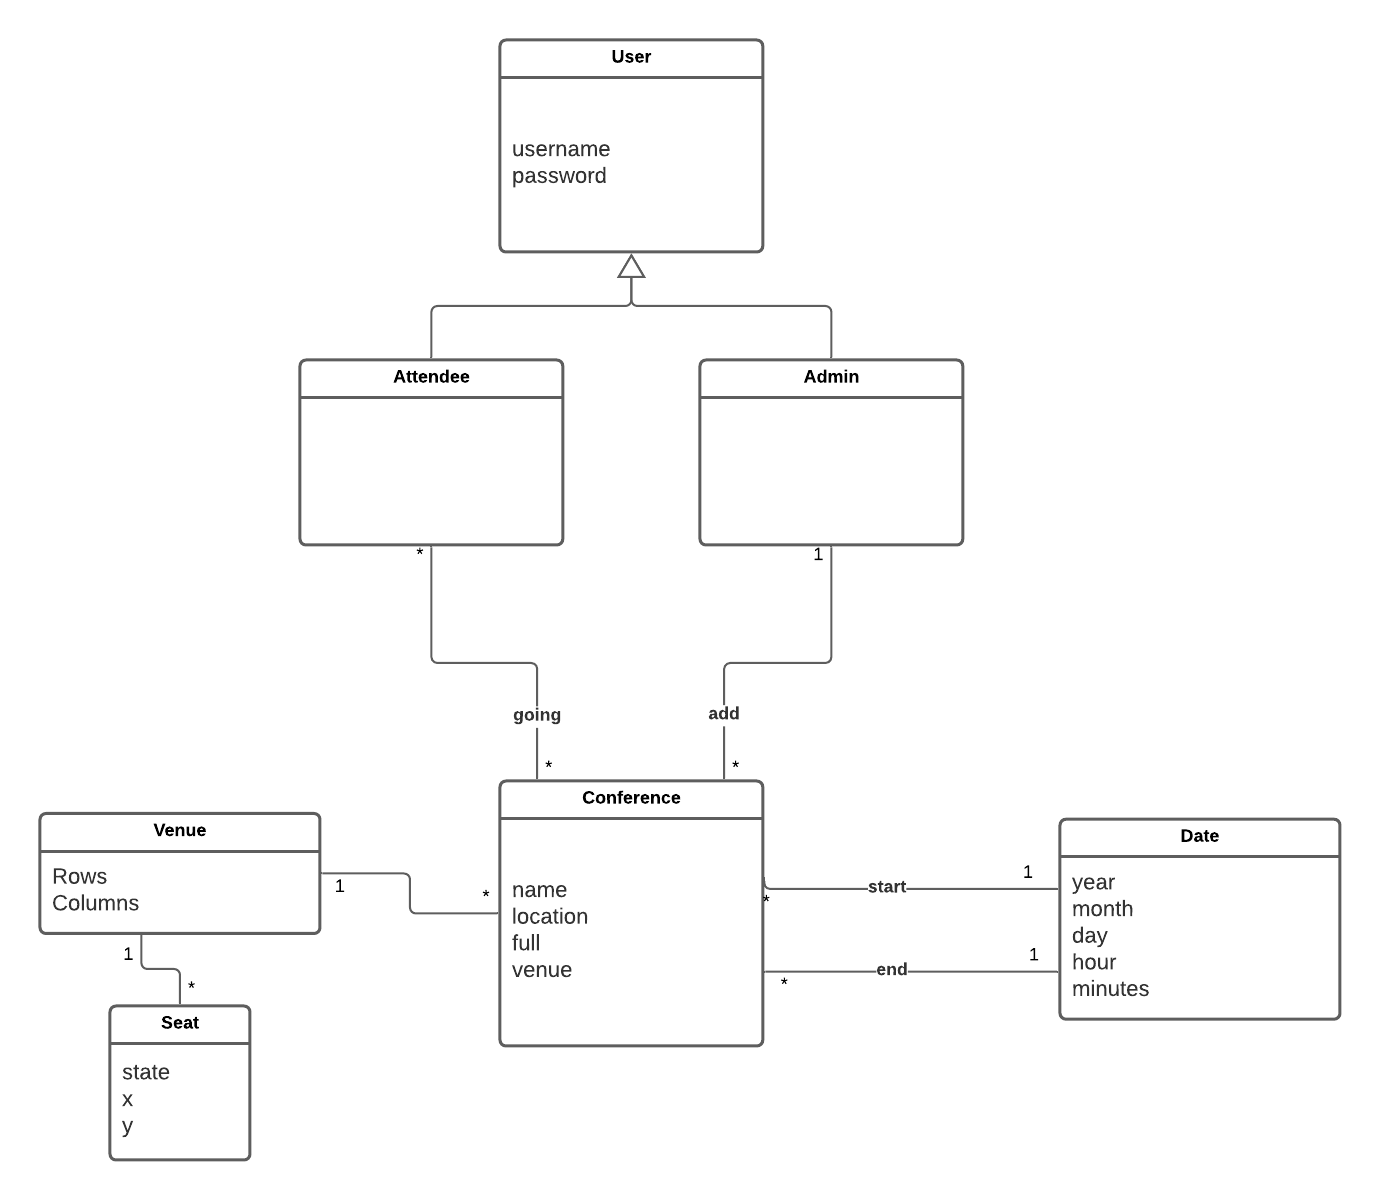 User
username
password
Attendee
Admin
*
1
going
add
*
*
Conference
name
location
full
venue
Venue
Rows
Columns
1
*
1
*
Seat
state
x
y
start
1
*
end
1
*
Date
year
month
day
hour
minutes